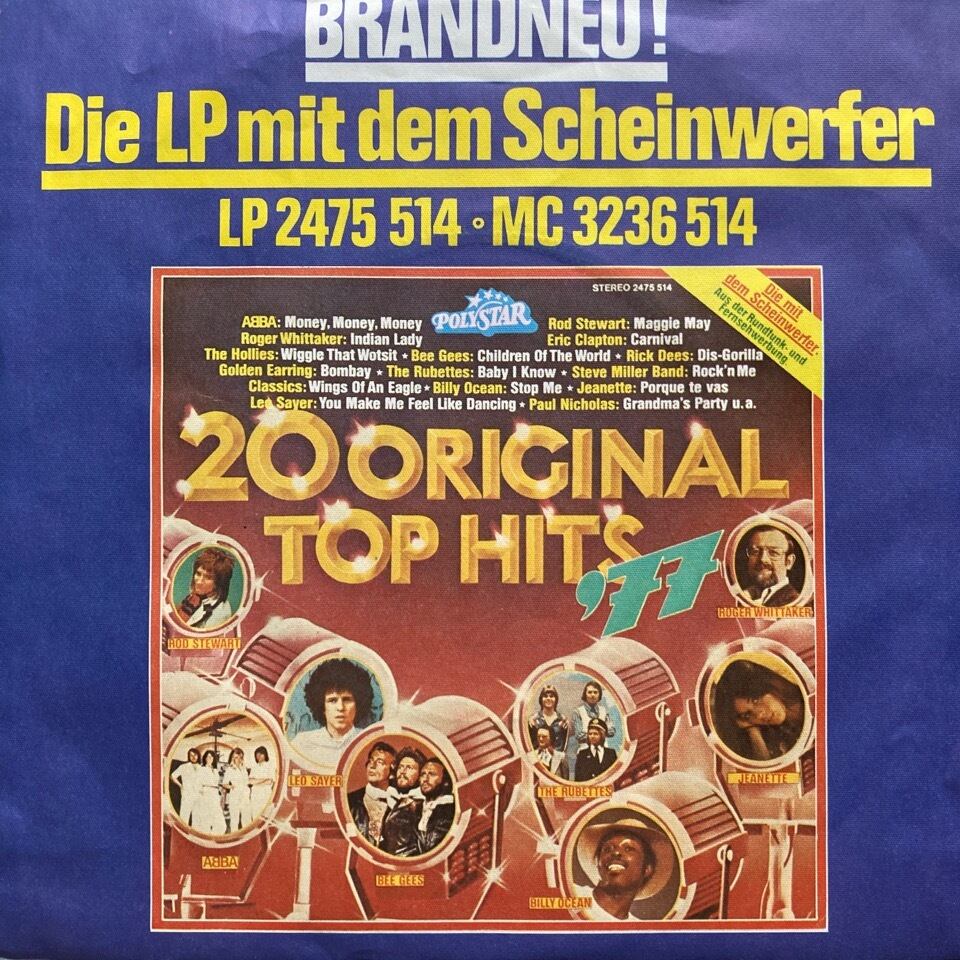 BRANDNEU!
Die LP mit dem Scheinwerfer
LP 2475 514 • MC 3236 514
STEREO 2475 514
Die mit
dem Scheinwerfer.
Aus der Rundfunk- und
Fernsehwerbung.
POLYSTAR
ABBA: Money, Money, Money
Rod Stewart: Maggie May
Roger Whittaker: Indian Lady
Eric Clapton: Carnival
The Hollies: Wiggle That Wotsit ★ Bee Gees: Children Of The World ★ Rick Dees: Dis-Gorilla
Golden Earring: Bombay ★ The Rubettes: Baby I Know ★ Steve Miller Band: Rock'n Me
Classics: Wings Of An Eagle ★ Billy Ocean: Stop Me ★ Jeanette: Porque te vas
Leo Sayer: You Make Me Feel Like Dancing ★ Paul Nicholas: Grandma's Party u.a.
20 ORIGINAL
TOP HITS
'77
ROD STEWART
ROGER WHITTAKER
LEO SAYER
THE RUBETTES
JEANETTE
ABBA
BEE GEES
BILLY OCEAN